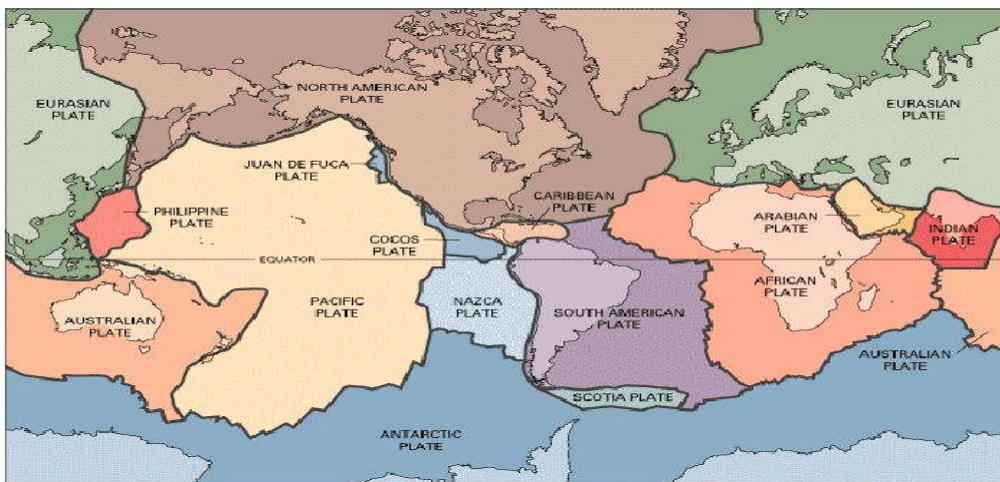 NORTH AMERICAN
PLATE
EURASIAN
PLATE
EURASIAN
PLATE
JUAN DE FUCA
PLATE
CARIBBEAN
PLATE
PHILIPPINE
PLATE
ARABIAN
PLATE
INDIAN
PLATE
COCOS
PLATE
EQUATOR
AFRICAN
PLATE
AUSTRALIAN
PLATE
PACIFIC
PLATE
NAZCA
PLATE
SOUTH AMERICAN
PLATE
AUSTRALIAN
PLATE
SCOTIA PLATE
ANTARCTIC
PLATE